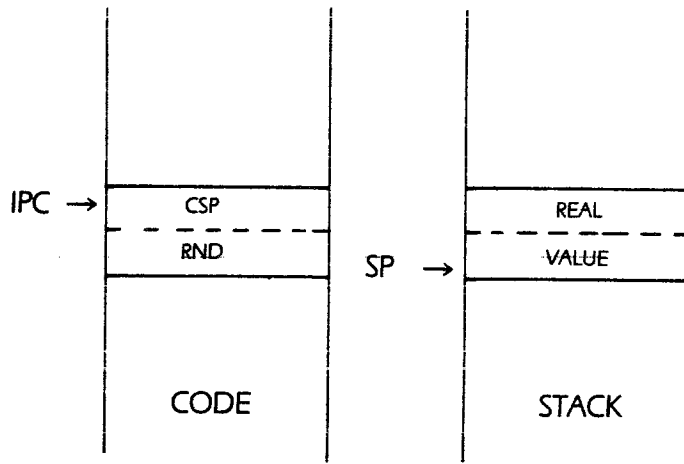 IPC → CSP
REAL
RND
SP → VALUE
CODE
STACK